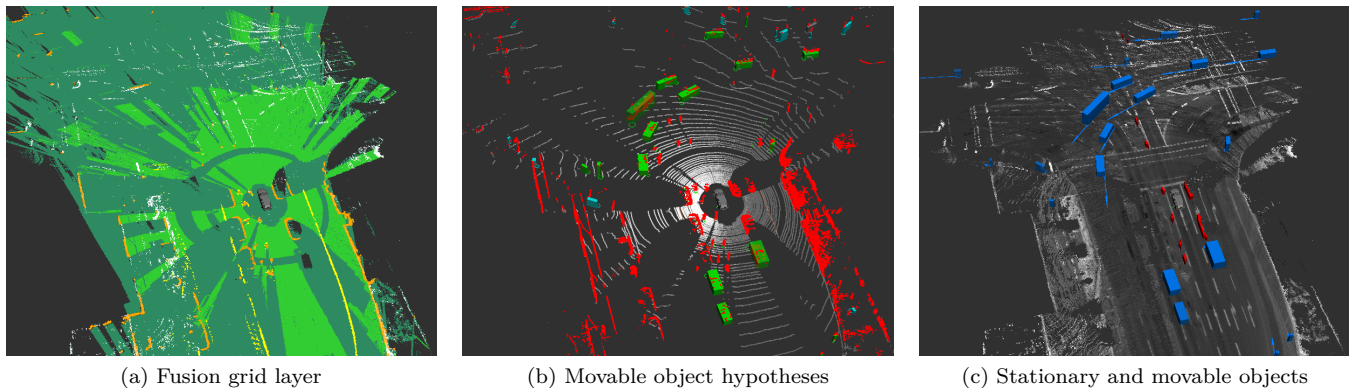 (a) Fusion grid layer
(b) Movable object hypotheses
(c) Stationary and movable objects